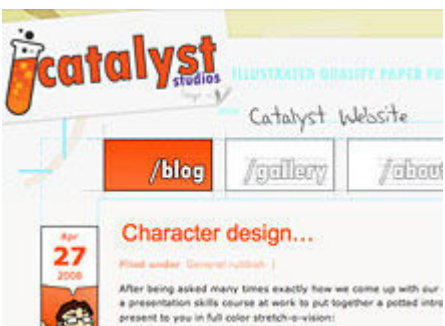 catalyst
studios
ILLUSTRATED QUALITY PAPER
Catalyst Website
/blog
/gallery
/about
Apr
27
2008
Character design...
Filed under General rubbish |
After being asked many times exactly how we come up with our
a presentation skills course at work to put together a potted intro
present to you in full color stretch-o-vision: